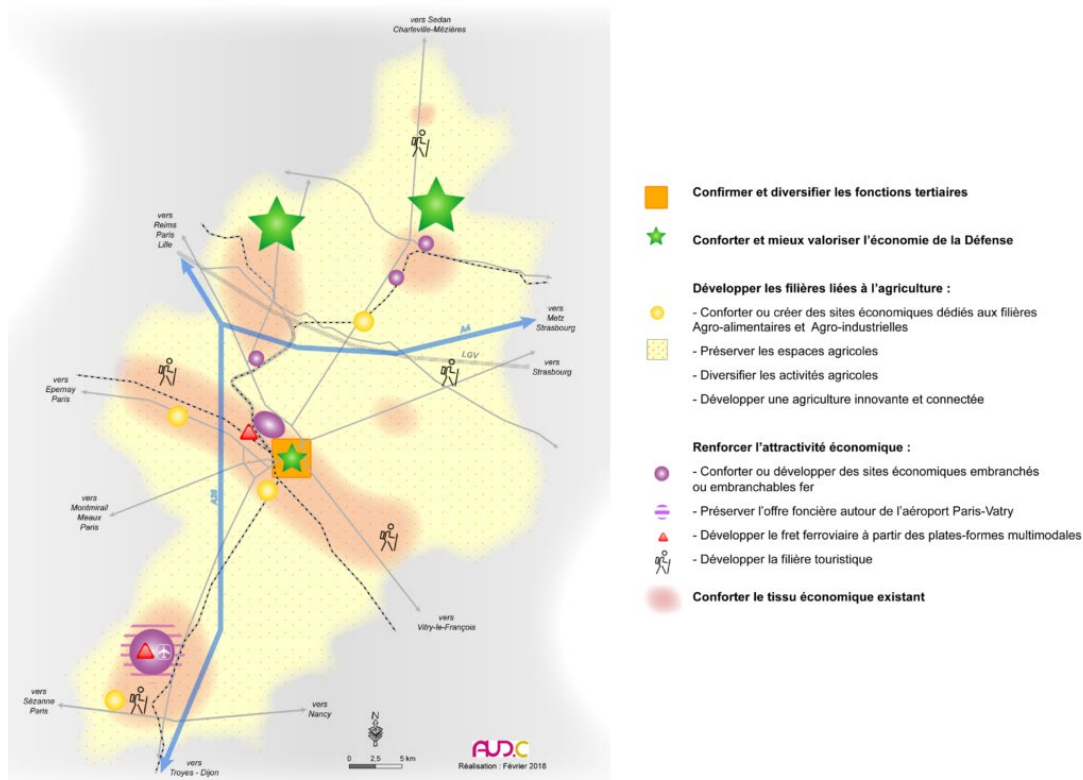 vers Sedan
Charleville-Mézières
vers
Reims
Paris
Lille
vers
Metz
Strasbourg
A4
LGV
vers
Strasbourg
vers
Epernay
Paris
vers
Montmirail
Meaux
Paris
A26
vers
Vitry-le-François
vers
Sézanne
Paris
vers
Nancy
vers
Troyes - Dijon
N
0 2,5 5 km
AUD.C
Réalisation : Février 2018
Confirmer et diversifier les fonctions tertiaires
Conforter et mieux valoriser l'économie de la Défense
Développer les filières liées à l'agriculture :
- Conforter ou créer des sites économiques dédiés aux filières
Agro-alimentaires et Agro-industrielles
- Préserver les espaces agricoles
- Diversifier les activités agricoles
- Développer une agriculture innovante et connectée
Renforcer l'attractivité économique :
- Conforter ou développer des sites économiques embranchés
ou embranchables fer
- Préserver l'offre foncière autour de l'aéroport Paris-Vatry
- Développer le fret ferroviaire à partir des plates-formes multimodales
- Développer la filière touristique
Conforter le tissu économique existant